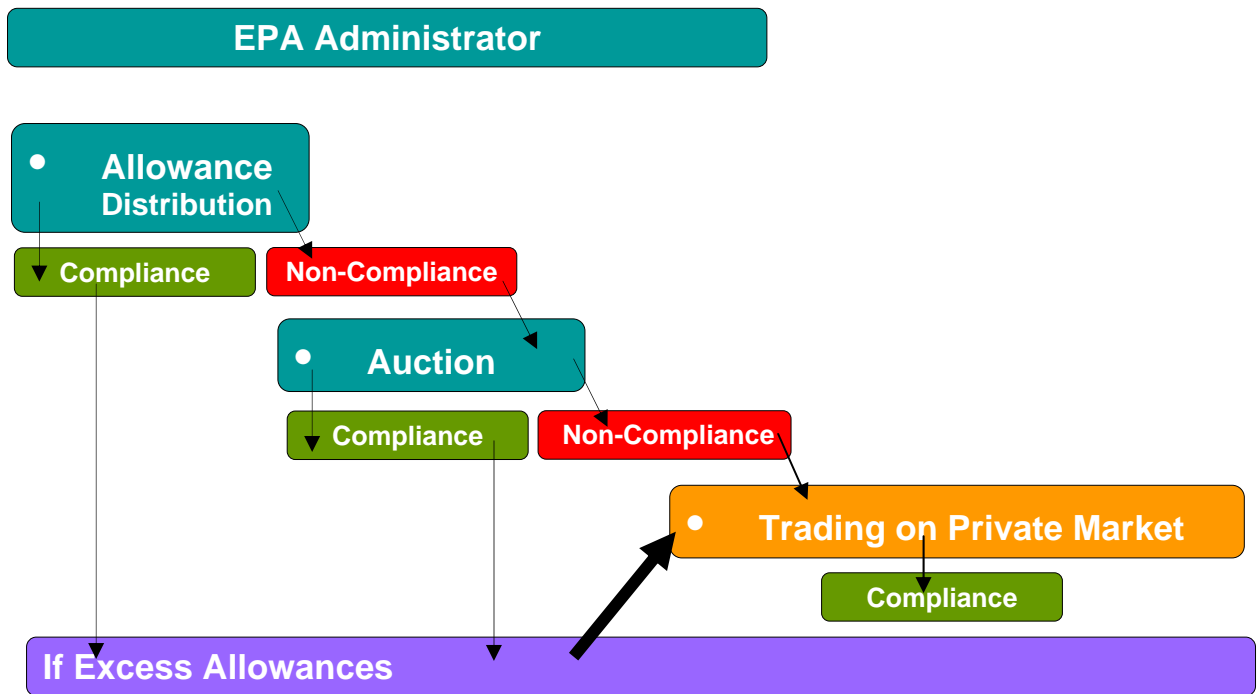 EPA Administrator
• Allowance
Distribution
Compliance
Non-Compliance
• Auction
Compliance
Non-Compliance
• Trading on Private Market
Compliance
If Excess Allowances